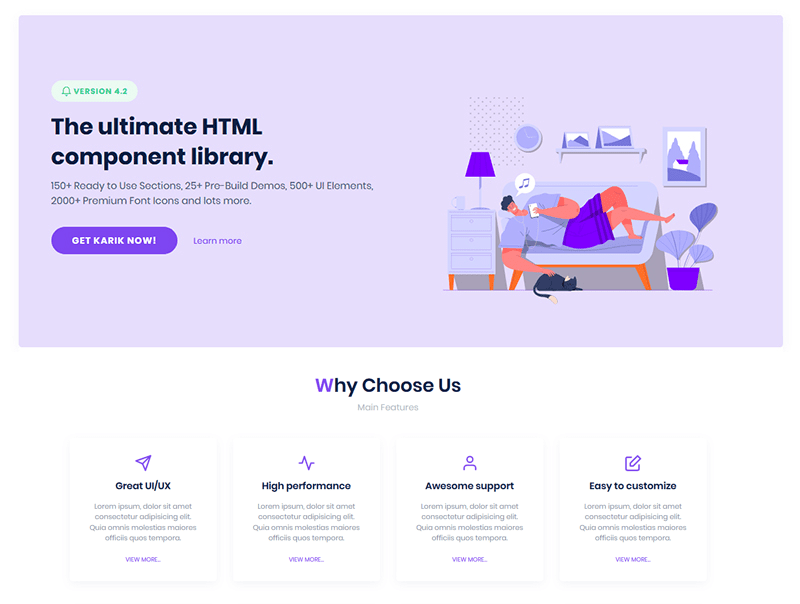 VERSION 4.2
The ultimate HTML
component library.
150+ Ready to Use Sections, 25+ Pre-Build Demos, 500+ UI Elements,
2000+ Premium Font Icons and lots more.
GET KARIK NOW!
Learn more
Why Choose Us
Main Features
Great UI/UX
Lorem ipsum, dolor sit amet
consectetur adipisicing elit.
Quia omnis molestias maiores
officiis quos tempora.
VIEW MORE...
High performance
Lorem ipsum, dolor sit amet
consectetur adipisicing elit.
Quia omnis molestias maiores
officiis quos tempora.
VIEW MORE...
Awesome support
Lorem ipsum, dolor sit amet
consectetur adipisicing elit.
Quia omnis molestias maiores
officiis quos tempora.
VIEW MORE...
Easy to customize
Lorem ipsum, dolor sit amet
consectetur adipisicing elit.
Quia omnis molestias maiores
officiis quos tempora.
VIEW MORE...